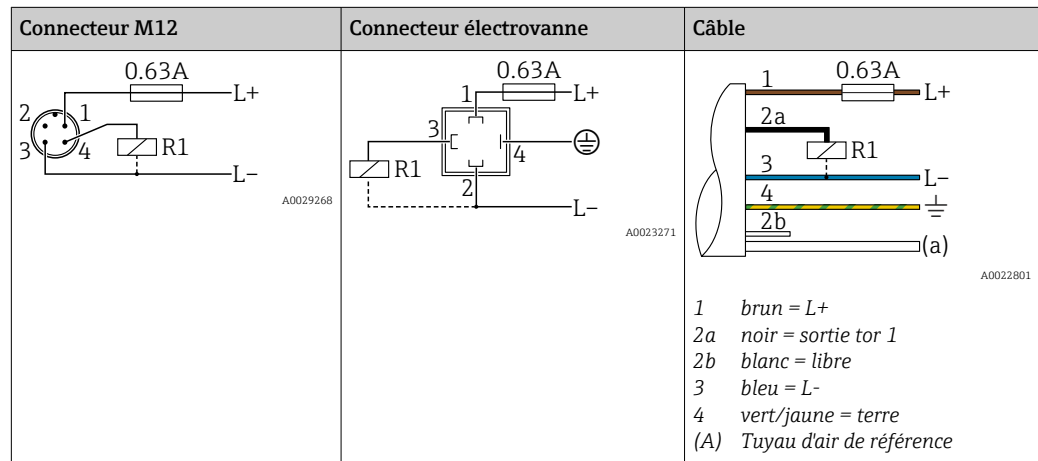 Connecteur M12
Connecteur électrovanne
Câble
0.63A
L+
2
1
3
4
R1
L–
A0029268
0.63A
1
L+
3
4
R1
2
L–
A0023271
1
0.63A
L+
2a
R1
3
L–
4
2b
(a)
A0022801
1 brun = L+
2a noir = sortie tor 1
2b blanc = libre
3 bleu = L-
4 vert/jaune = terre
(A) Tuyau d'air de référence